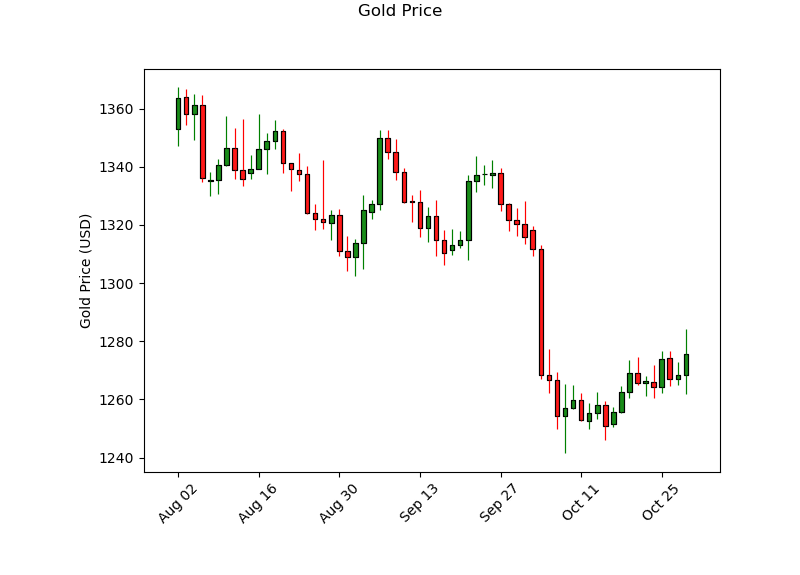 Gold Price
1360
1340
1320
1300
1280
1260
1240
Gold Price (USD)
Aug 02
Aug 16
Aug 30
Sep 13
Sep 27
Oct 11
Oct 25